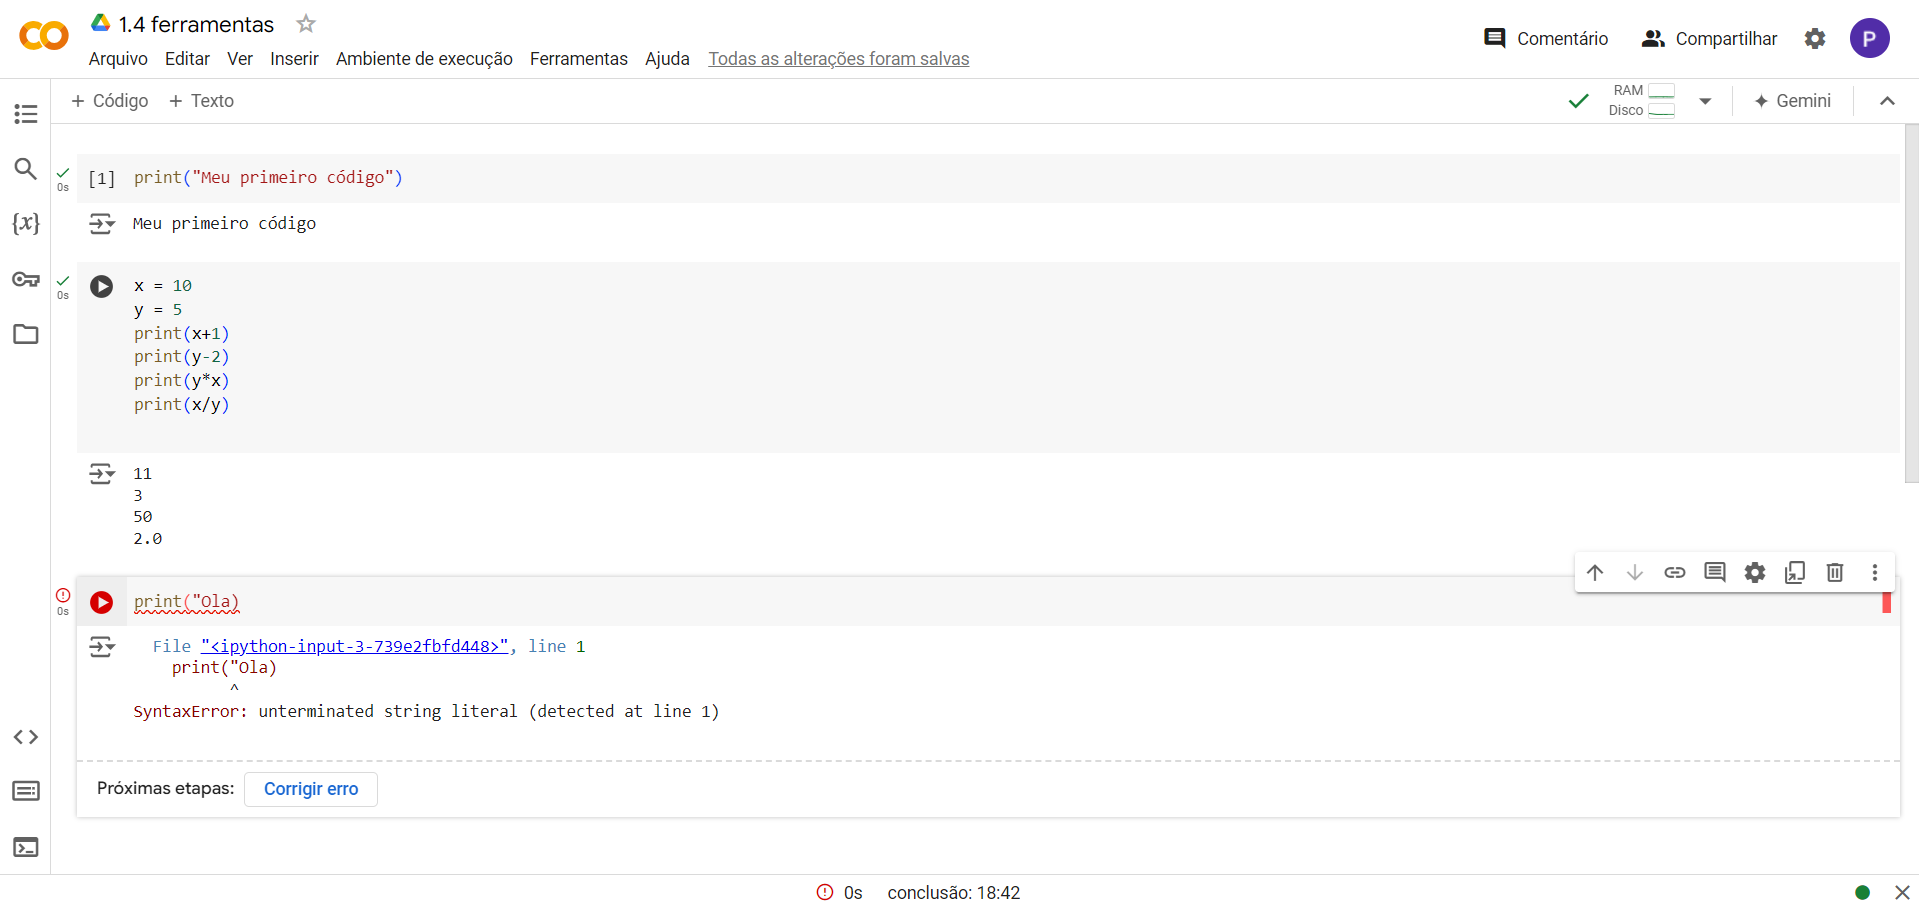 1.4 ferramentas
Arquivo Editar Ver Inserir Ambiente de execução Ferramentas Ajuda Todas as alterações foram salvas
Comentário Compartilhar P
+ Código + Texto
RAM
Disco
Gemini
0s [1] print("Meu primeiro código")
Meu primeiro código
0s
x = 10
y = 5
print(x+1)
print(y-2)
print(y*x)
print(x/y)
11
3
50
2.0
0s
print("Ola)
File "<ipython-input-3-739e2fbfd448>", line 1
print("Ola)
^
SyntaxError: unterminated string literal (detected at line 1)
Próximas etapas: Corrigir erro
0s conclusão: 18:42